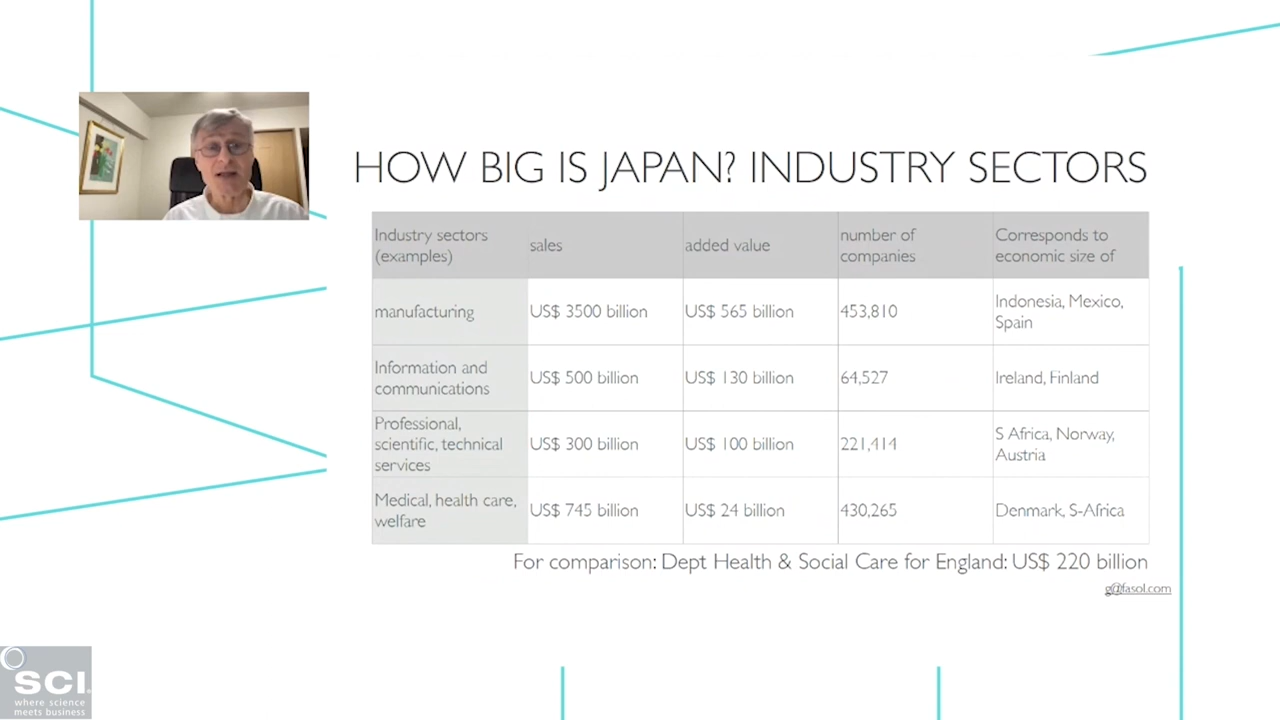 HOW BIG IS JAPAN? INDUSTRY SECTORS
Industry sectors
(examples)
sales
added value
number of
companies
Corresponds to
economic size of
manufacturing
US$ 3500 billion
US$ 565 billion
453,810
Indonesia, Mexico,
Spain
Information and
communications
US$ 500 billion
US$ 130 billion
64,527
Ireland, Finland
Professional,
scientific, technical
services
US$ 300 billion
US$ 100 billion
221,414
S Africa, Norway,
Austria
Medical, health care,
welfare
US$ 745 billion
US$ 24 billion
430,265
Denmark, S-Africa
For comparison: Dept Health & Social Care for England: US$ 220 billion
g@fasol.com
SCI
where science
meets business